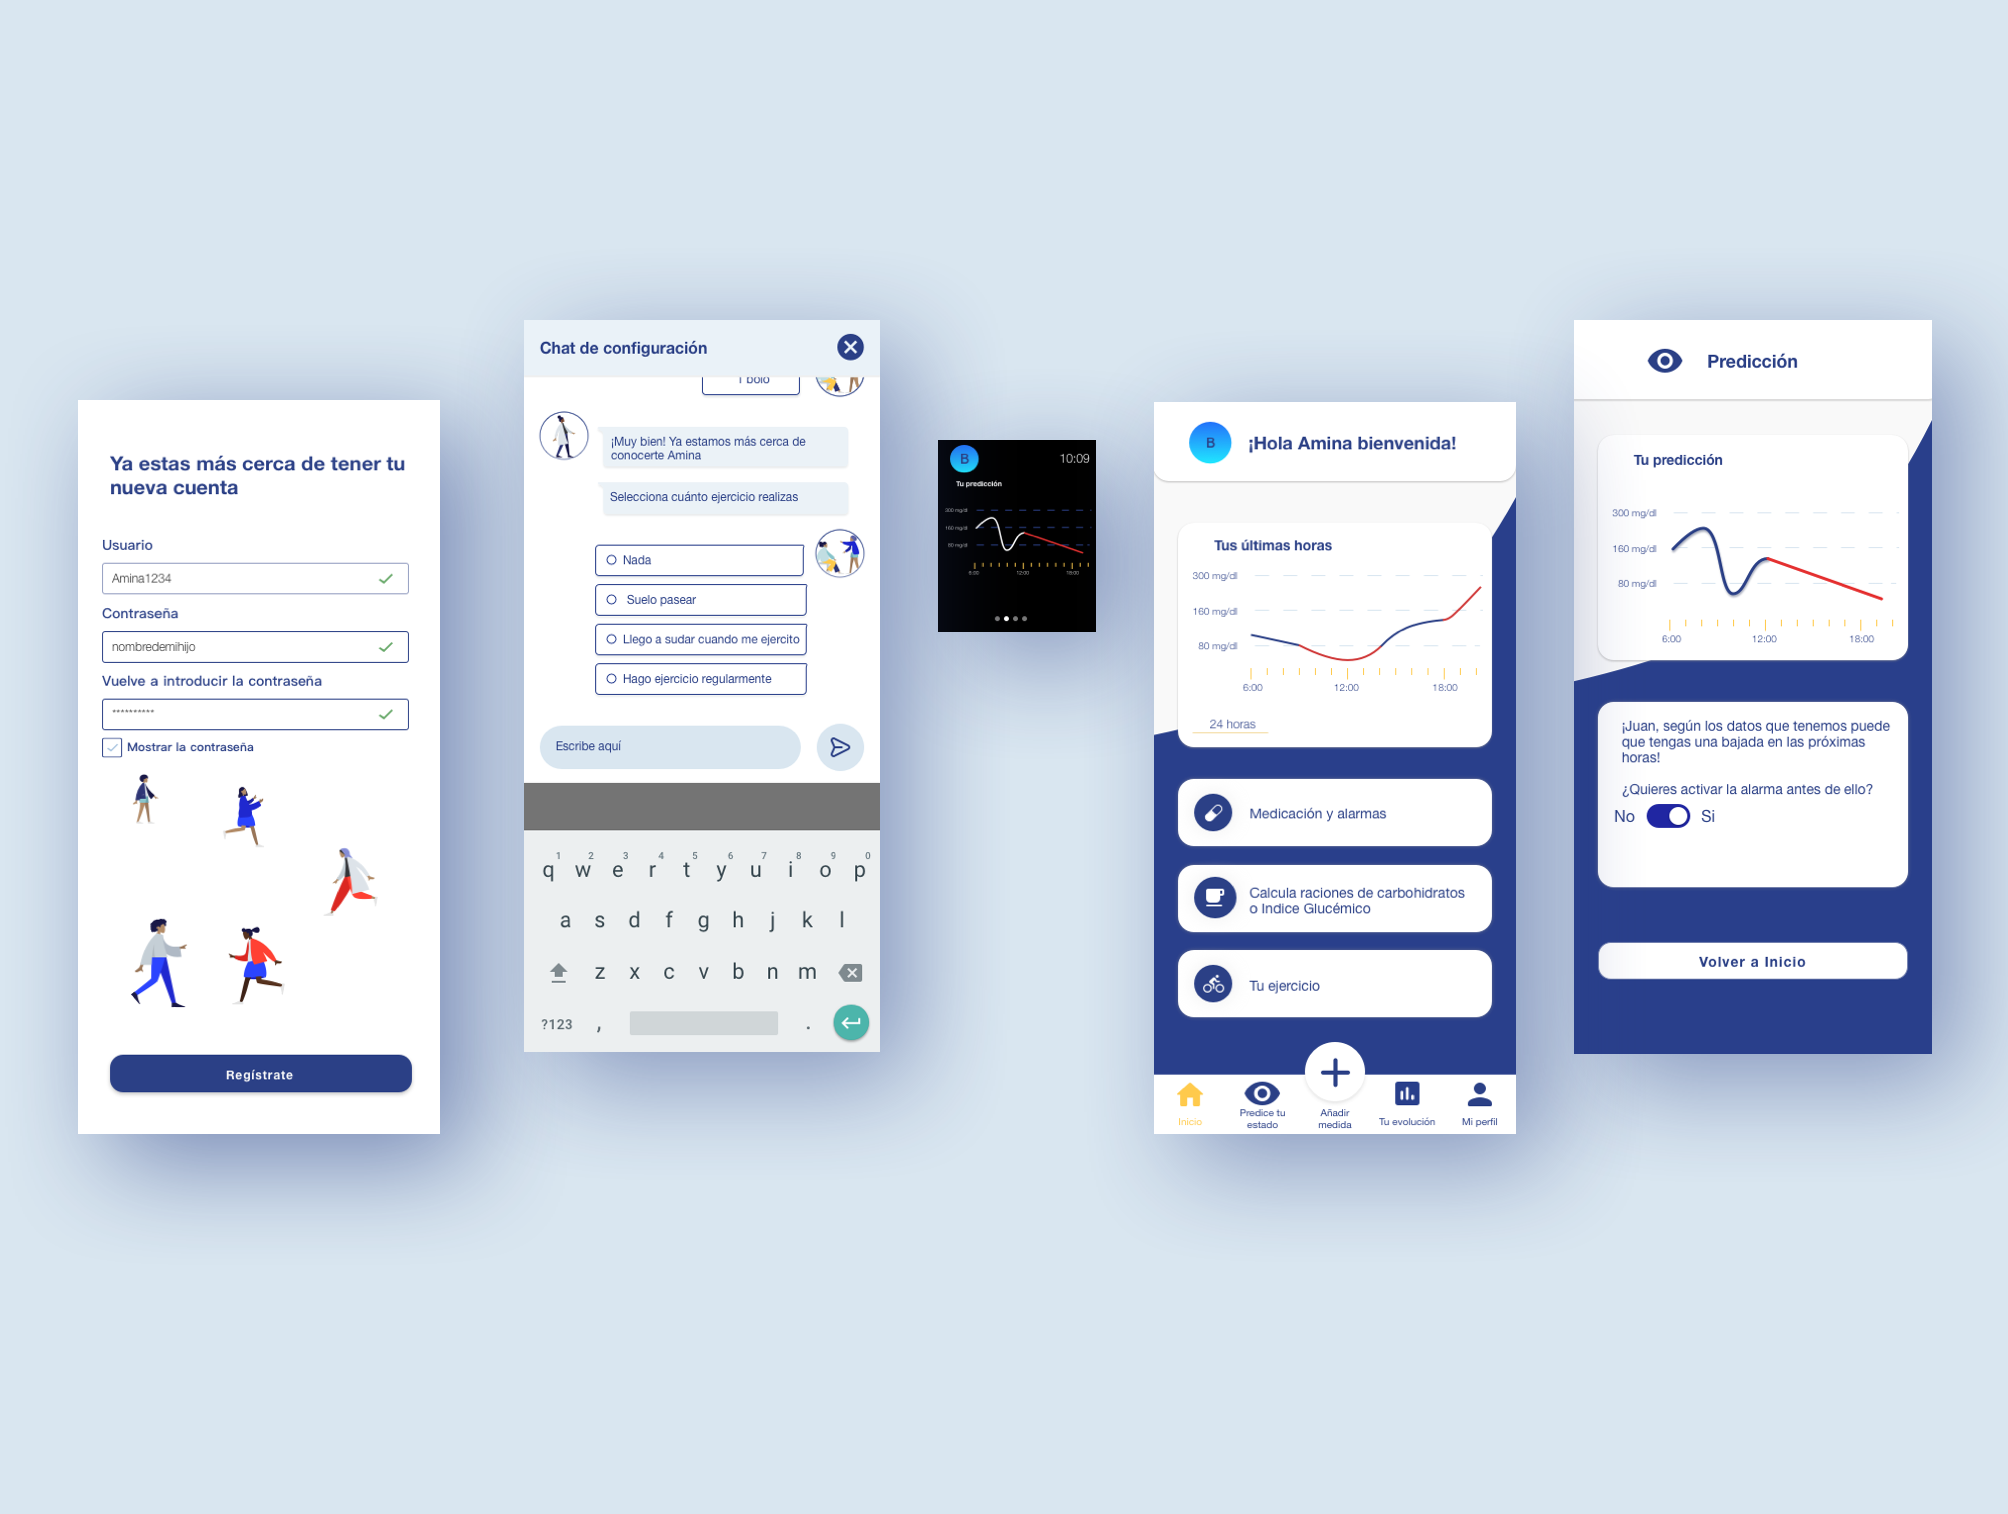 Ya estas más cerca de tener tu
nueva cuenta
Usuario
Amina1234
Contraseña
nombredemihijo
Vuelve a introducir la contraseña
**********
Mostrar la contraseña
Regístrate
Chat de configuración
1 bolo
¡Muy bien! Ya estamos más cerca de
conocerte Amina
Selecciona cuánto ejercicio realizas
Nada
Suelo pasear
Llego a sudar cuando me ejercito
Hago ejercicio regularmente
Escribe aquí
1 2 3 4 5 6 7 8 9 0
q w e r t y u i o p
a s d f g h j k l
z x c v b n m
?123 , .
B
10:09
Tu predicción
300 mg/dl
160 mg/dl
80 mg/dl
6:00 12:00 18:00
B
¡Hola Amina bienvenida!
Tus últimas horas
300 mg/dl
160 mg/dl
80 mg/dl
6:00 12:00 18:00
24 horas
Medicación y alarmas
Calcula raciones de carbohidratos
o Indice Glucémico
Tu ejercicio
Inicio
Predice tu
estado
Añadir
medida
Tu evolución
Mi perfil
Predicción
Tu predicción
300 mg/dl
160 mg/dl
80 mg/dl
6:00 12:00 18:00
¡Juan, según los datos que tenemos puede
que tengas una bajada en las próximas
horas!
¿Quieres activar la alarma antes de ello?
No Si
Volver a Inicio